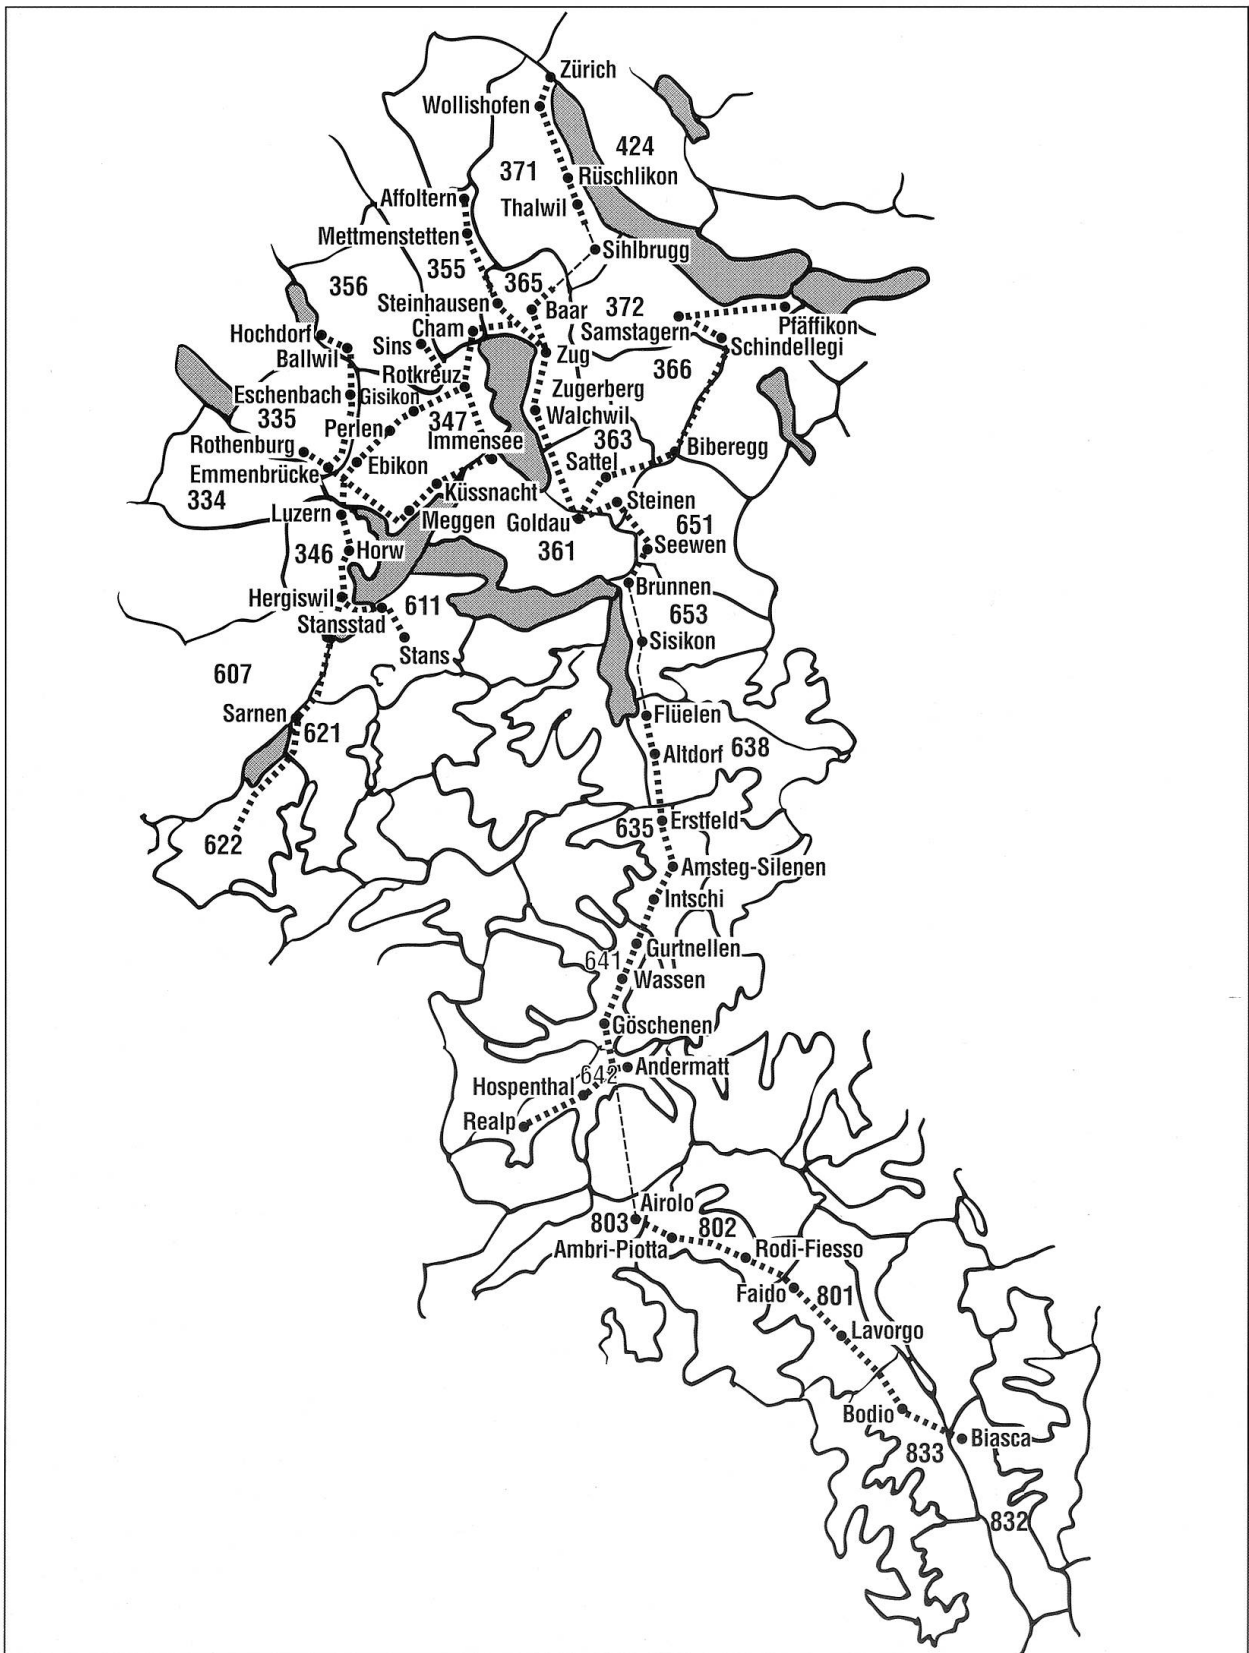 Zürich
Wollishofen
424
371
Rüschlikon
Affoltern
Thalwil
Mettmenstetten
Sihlbrugg
355
365
356
Steinhausen
Baar
372
Cham
Samstagern
Pfäffikon
Hochdorf
Sins
Schindellegi
Ballwil
Zug
Rotkreuz
366
Eschenbach
Gisikon
Zugerberg
335
347
Walchwil
Perlen
Immensee
363
Rothenburg
Biberegg
Ebikon
Sattel
Emmenbrücke
334
Küssnacht
Steinen
Luzern
Meggen
Goldau
651
346
Horw
361
Seewen
Brunnen
Hergiswil
611
653
Stansstad
Sisikon
Stans
607
Sarnen
Flüelen
621
Altdorf
638
635
Erstfeld
622
Amsteg-Silenen
Intschi
Gurtnellen
641
Wassen
Göschenen
Andermatt
642
Hospenthal
Realp
Airolo
803
802
Ambri-Piotta
Rodi-Fiesso
Faido
801
Lavorgo
Bodio
Biasca
833
832